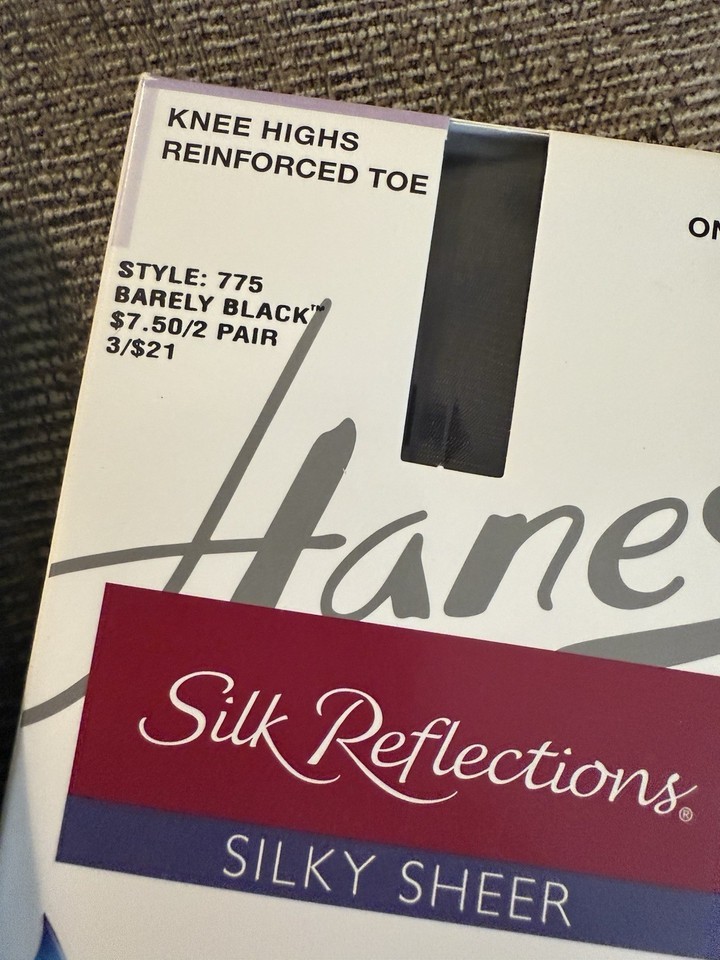 KNEE HIGHS
REINFORCED TOE
STYLE: 775
BARELY BLACK™
$7.50/2 PAIR
3/$21
Hanes
Silk Reflections®
SILKY SHEER